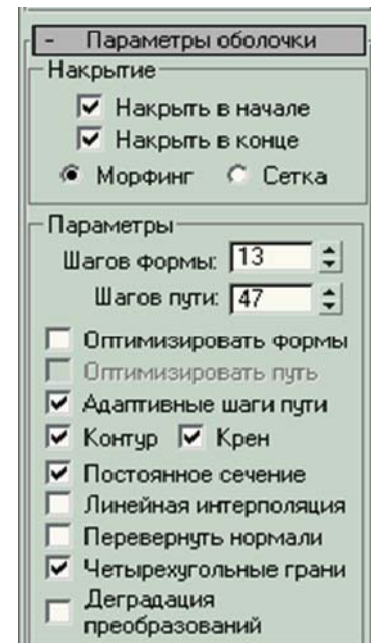 - Параметры оболочки
Накрытие
Накрыть в начале
Накрыть в конце
Морфинг Сетка
Параметры
Шагов формы: 13
Шагов пути: 47
Оптимизировать формы
Оптимизировать путь
Адаптивные шаги пути
Контур Крен
Постоянное сечение
Линейная интерполяция
Перевернуть нормали
Четырехугольные грани
Деградация
преобразований